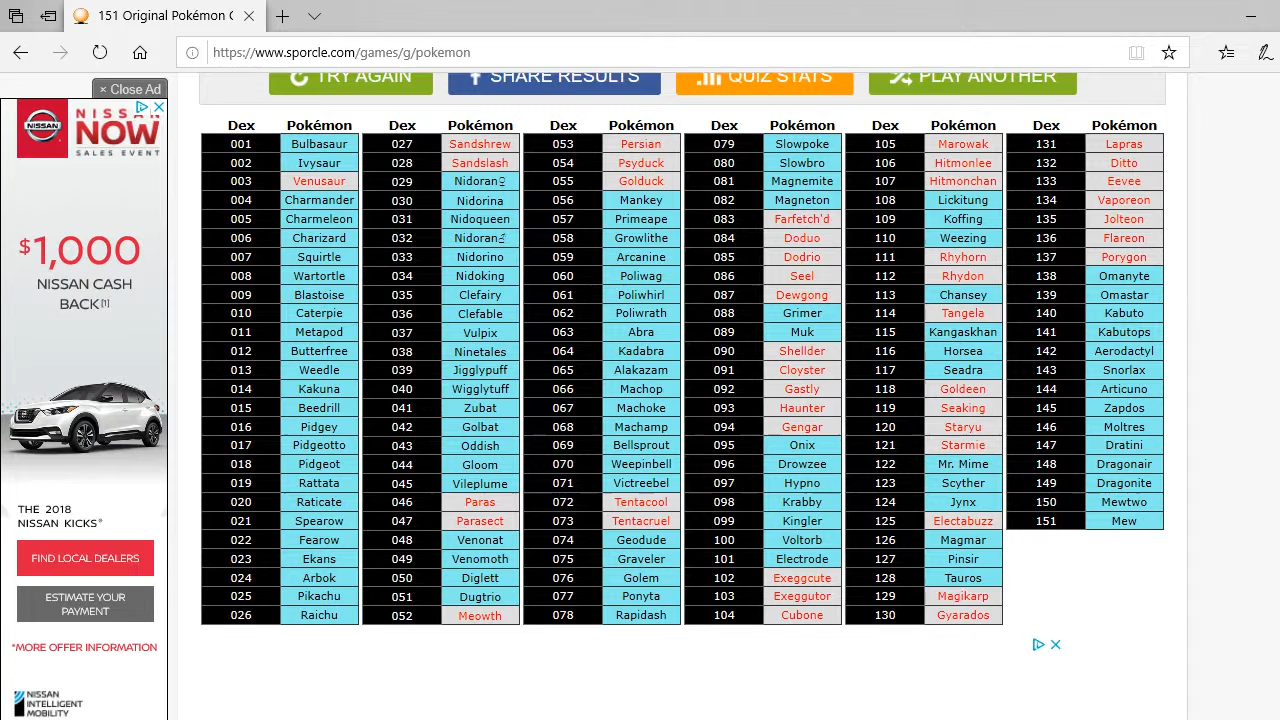 151 Original Pokémon C
https://www.sporcle.com/games/g/pokemon
× Close Ad
TRY AGAIN
SHARE RESULTS
QUIZ STATS
PLAY ANOTHER
NISSAN
NISSAN
NOW
SALES EVENT
$1,000
NISSAN CASH
BACK[1]
THE 2018
NISSAN KICKS®
FIND LOCAL DEALERS
ESTIMATE YOUR
PAYMENT
*MORE OFFER INFORMATION
NISSAN
INTELLIGENT
MOBILITY
Dex Pokémon Dex Pokémon Dex Pokémon Dex Pokémon Dex Pokémon Dex Pokémon
001 Bulbasaur 027 Sandshrew 053 Persian 079 Slowpoke 105 Marowak 131 Lapras
002 Ivysaur 028 Sandslash 054 Psyduck 080 Slowbro 106 Hitmonlee 132 Ditto
003 Venusaur 029 Nidoran♀ 055 Golduck 081 Magnemite 107 Hitmonchan 133 Eevee
004 Charmander 030 Nidorina 056 Mankey 082 Magneton 108 Lickitung 134 Vaporeon
005 Charmeleon 031 Nidoqueen 057 Primeape 083 Farfetch'd 109 Koffing 135 Jolteon
006 Charizard 032 Nidoran♂ 058 Growlithe 084 Doduo 110 Weezing 136 Flareon
007 Squirtle 033 Nidorino 059 Arcanine 085 Dodrio 111 Rhyhorn 137 Porygon
008 Wartortle 034 Nidoking 060 Poliwag 086 Seel 112 Rhydon 138 Omanyte
009 Blastoise 035 Clefairy 061 Poliwhirl 087 Dewgong 113 Chansey 139 Omastar
010 Caterpie 036 Clefable 062 Poliwrath 088 Grimer 114 Tangela 140 Kabuto
011 Metapod 037 Vulpix 063 Abra 089 Muk 115 Kangaskhan 141 Kabutops
012 Butterfree 038 Ninetales 064 Kadabra 090 Shellder 116 Horsea 142 Aerodactyl
013 Weedle 039 Jigglypuff 065 Alakazam 091 Cloyster 117 Seadra 143 Snorlax
014 Kakuna 040 Wigglytuff 066 Machop 092 Gastly 118 Goldeen 144 Articuno
015 Beedrill 041 Zubat 067 Machoke 093 Haunter 119 Seaking 145 Zapdos
016 Pidgey 042 Golbat 068 Machamp 094 Gengar 120 Staryu 146 Moltres
017 Pidgeotto 043 Oddish 069 Bellsprout 095 Onix 121 Starmie 147 Dratini
018 Pidgeot 044 Gloom 070 Weepinbell 096 Drowzee 122 Mr. Mime 148 Dragonair
019 Rattata 045 Vileplume 071 Victreebel 097 Hypno 123 Scyther 149 Dragonite
020 Raticate 046 Paras 072 Tentacool 098 Krabby 124 Jynx 150 Mewtwo
021 Spearow 047 Parasect 073 Tentacruel 099 Kingler 125 Electabuzz 151 Mew
022 Fearow 048 Venonat 074 Geodude 100 Voltorb 126 Magmar
023 Ekans 049 Venomoth 075 Graveler 101 Electrode 127 Pinsir
024 Arbok 050 Diglett 076 Golem 102 Exeggcute 128 Tauros
025 Pikachu 051 Dugtrio 077 Ponyta 103 Exeggutor 129 Magikarp
026 Raichu 052 Meowth 078 Rapidash 104 Cubone 130 Gyarados